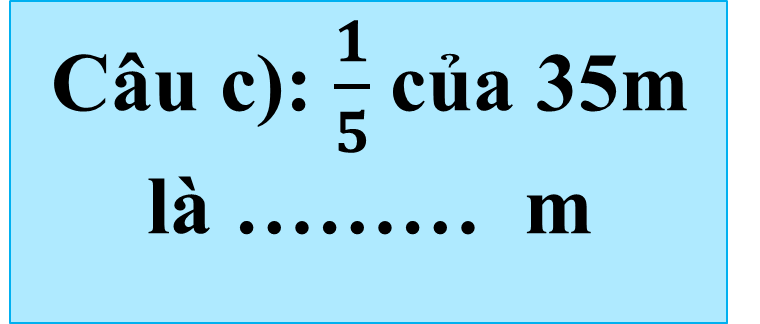 Câu c): 1/5 của 35m
là ……… m